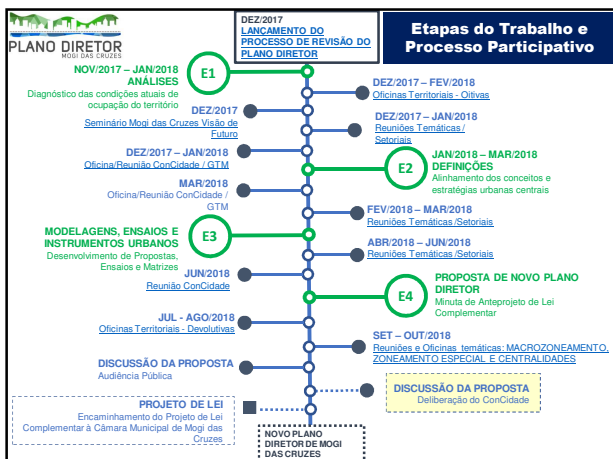 PLANO DIRETOR
MOGI DAS CRUZES
DEZ/2017
LANÇAMENTO DO
PROCESSO DE REVISÃO DO
PLANO DIRETOR
Etapas do Trabalho e
Processo Participativo
NOV/2017 – JAN/2018
ANÁLISES
Diagnóstico das condições atuais de
ocupação do território
E1
DEZ/2017 – FEV/2018
Oficinas Territoriais - Oitivas
DEZ/2017
Seminário Mogi das Cruzes Visão de
Futuro
DEZ/2017 – JAN/2018
Reuniões Temáticas /
Setoriais
DEZ/2017 – JAN/2018
Oficina/Reunião ConCidade / GTM
E2
JAN/2018 – MAR/2018
DEFINIÇÕES
Alinhamento dos conceitos e
estratégias urbanas centrais
MAR/2018
Oficina/Reunião ConCidade /
GTM
FEV/2018 – MAR/2018
Reuniões Temáticas /Setoriais
MODELAGENS, ENSAIOS E
INSTRUMENTOS URBANOS
Desenvolvimento de Propostas,
Ensaios e Matrizes
E3
ABR/2018 – JUN/2018
Reuniões Temáticas /Setoriais
JUN/2018
Reunião ConCidade
E4
PROPOSTA DE NOVO PLANO
DIRETOR
Minuta de Anteprojeto de Lei
Complementar
JUL - AGO/2018
Oficinas Territoriais - Devolutivas
SET – OUT/2018
Reuniões e Oficinas temáticas: MACROZONEAMENTO,
ZONEAMENTO ESPECIAL E CENTRALIDADES
DISCUSSÃO DA PROPOSTA
Audiência Pública
DISCUSSÃO DA PROPOSTA
Deliberação do ConCidade
PROJETO DE LEI
Encaminhamento do Projeto de Lei
Complementar à Câmara Municipal de Mogi das
Cruzes
NOVO PLANO
DIRETOR DE MOGI
DAS CRUZES